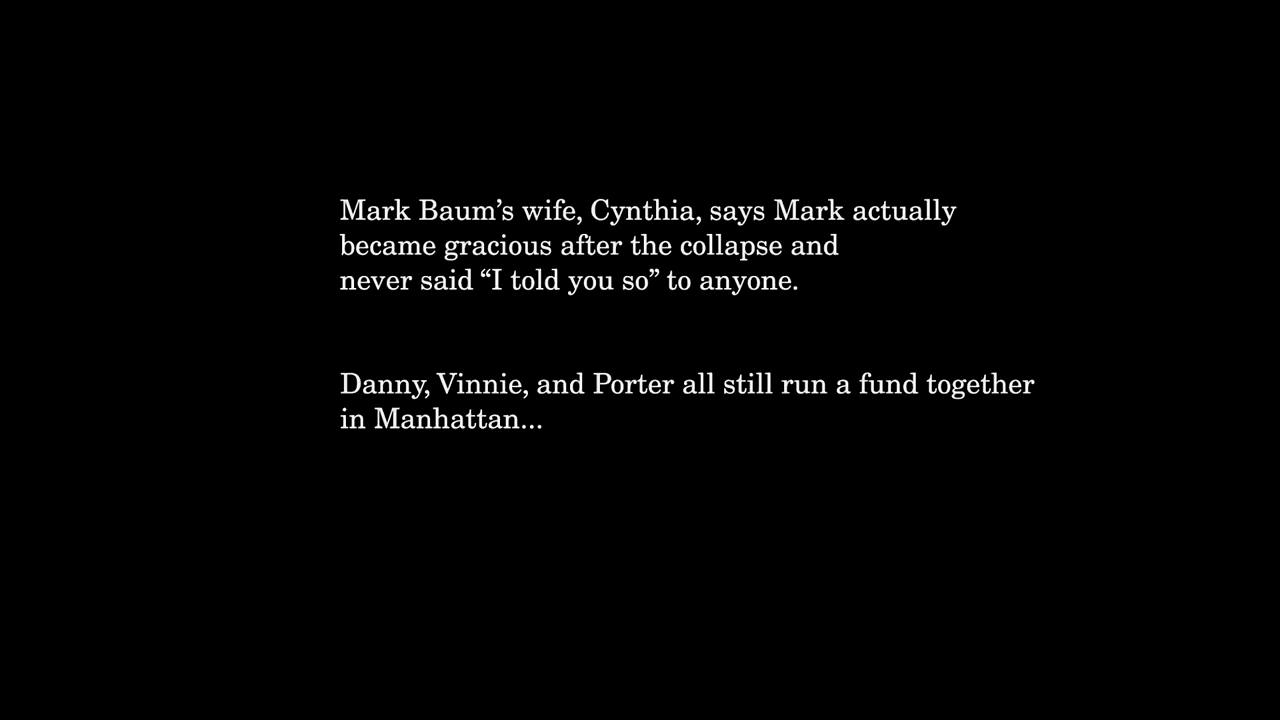 Mark Baum’s wife, Cynthia, says Mark actually
became gracious after the collapse and
never said “I told you so” to anyone.
Danny, Vinnie, and Porter all still run a fund together
in Manhattan...